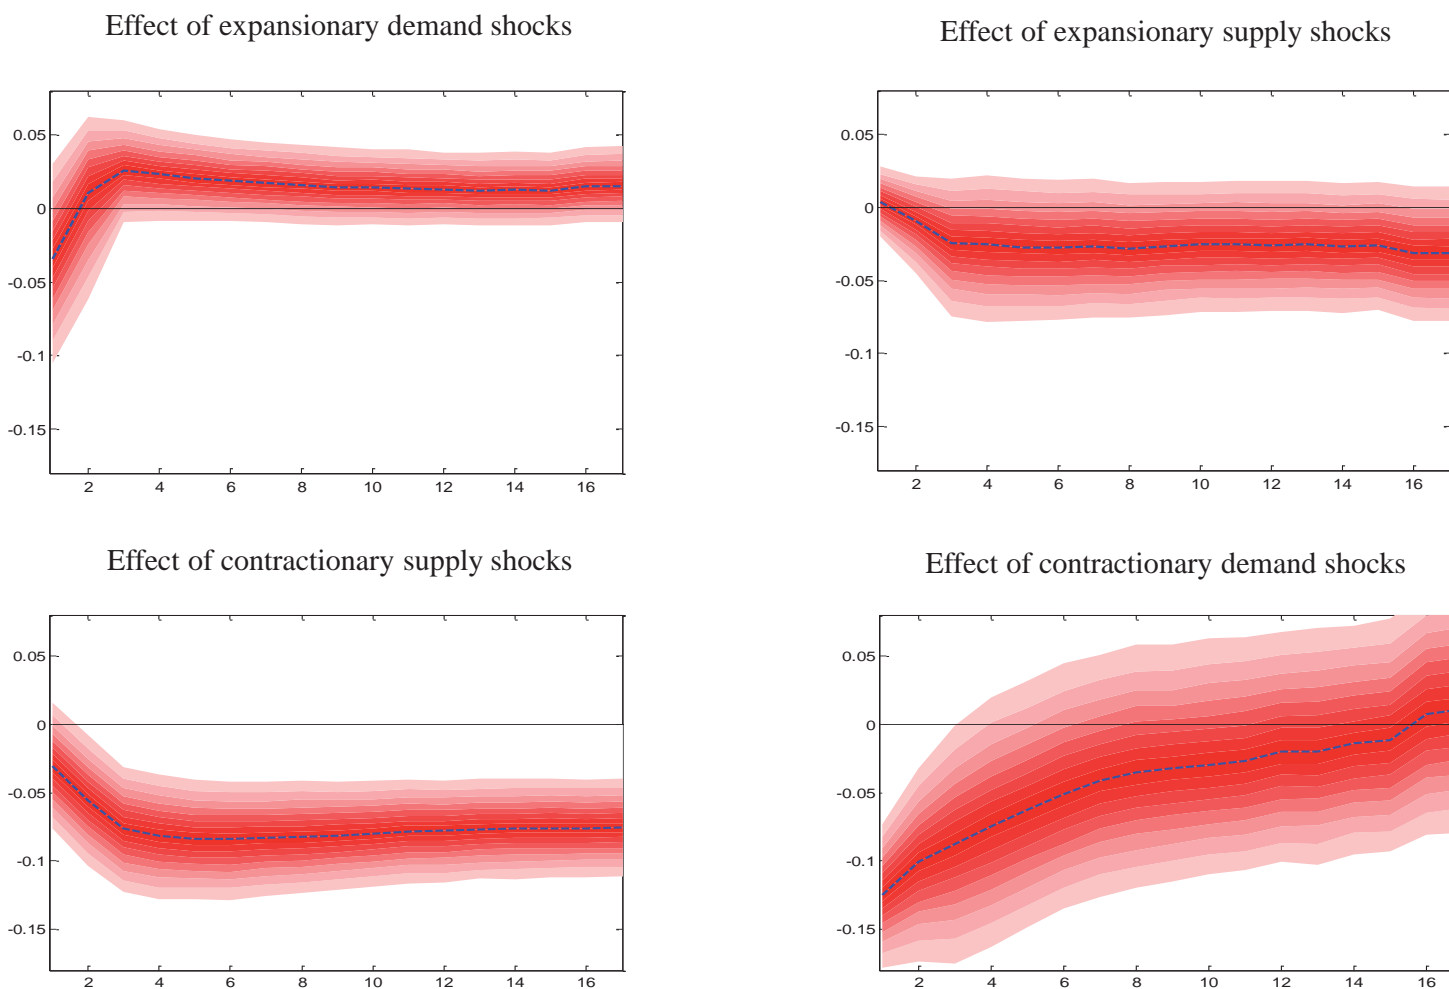 Effect of expansionary demand shocks
0.05
0
-0.05
-0.1
-0.15
2 4 6 8 10 12 14 16
Effect of expansionary supply shocks
0.05
0
-0.05
-0.1
-0.15
2 4 6 8 10 12 14 16
Effect of contractionary supply shocks
0.05
0
-0.05
-0.1
-0.15
2 4 6 8 10 12 14 16
Effect of contractionary demand shocks
0.05
0
-0.05
-0.1
-0.15
2 4 6 8 10 12 14 16